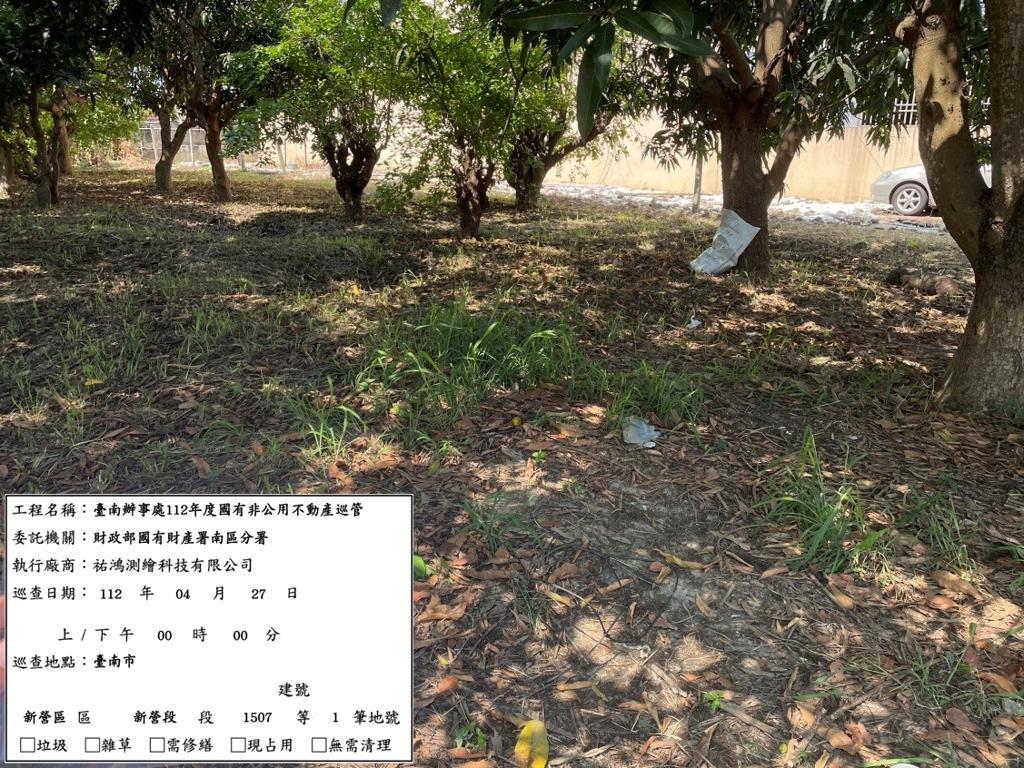 工程名稱：臺南辦事處112年度國有非公用不動產巡管
委託機關：財政部國有財產署南區分署
執行廠商：祐鴻測繪科技有限公司
巡查日期：112 年 04 月 27 日
上 / 下 午 00 時 00 分
巡查地點：臺南市
建號
新營區 區 新營段 段 1507 等 1 筆地號
□垃圾 □雜草 □需修繕 □現占用 □無需清理